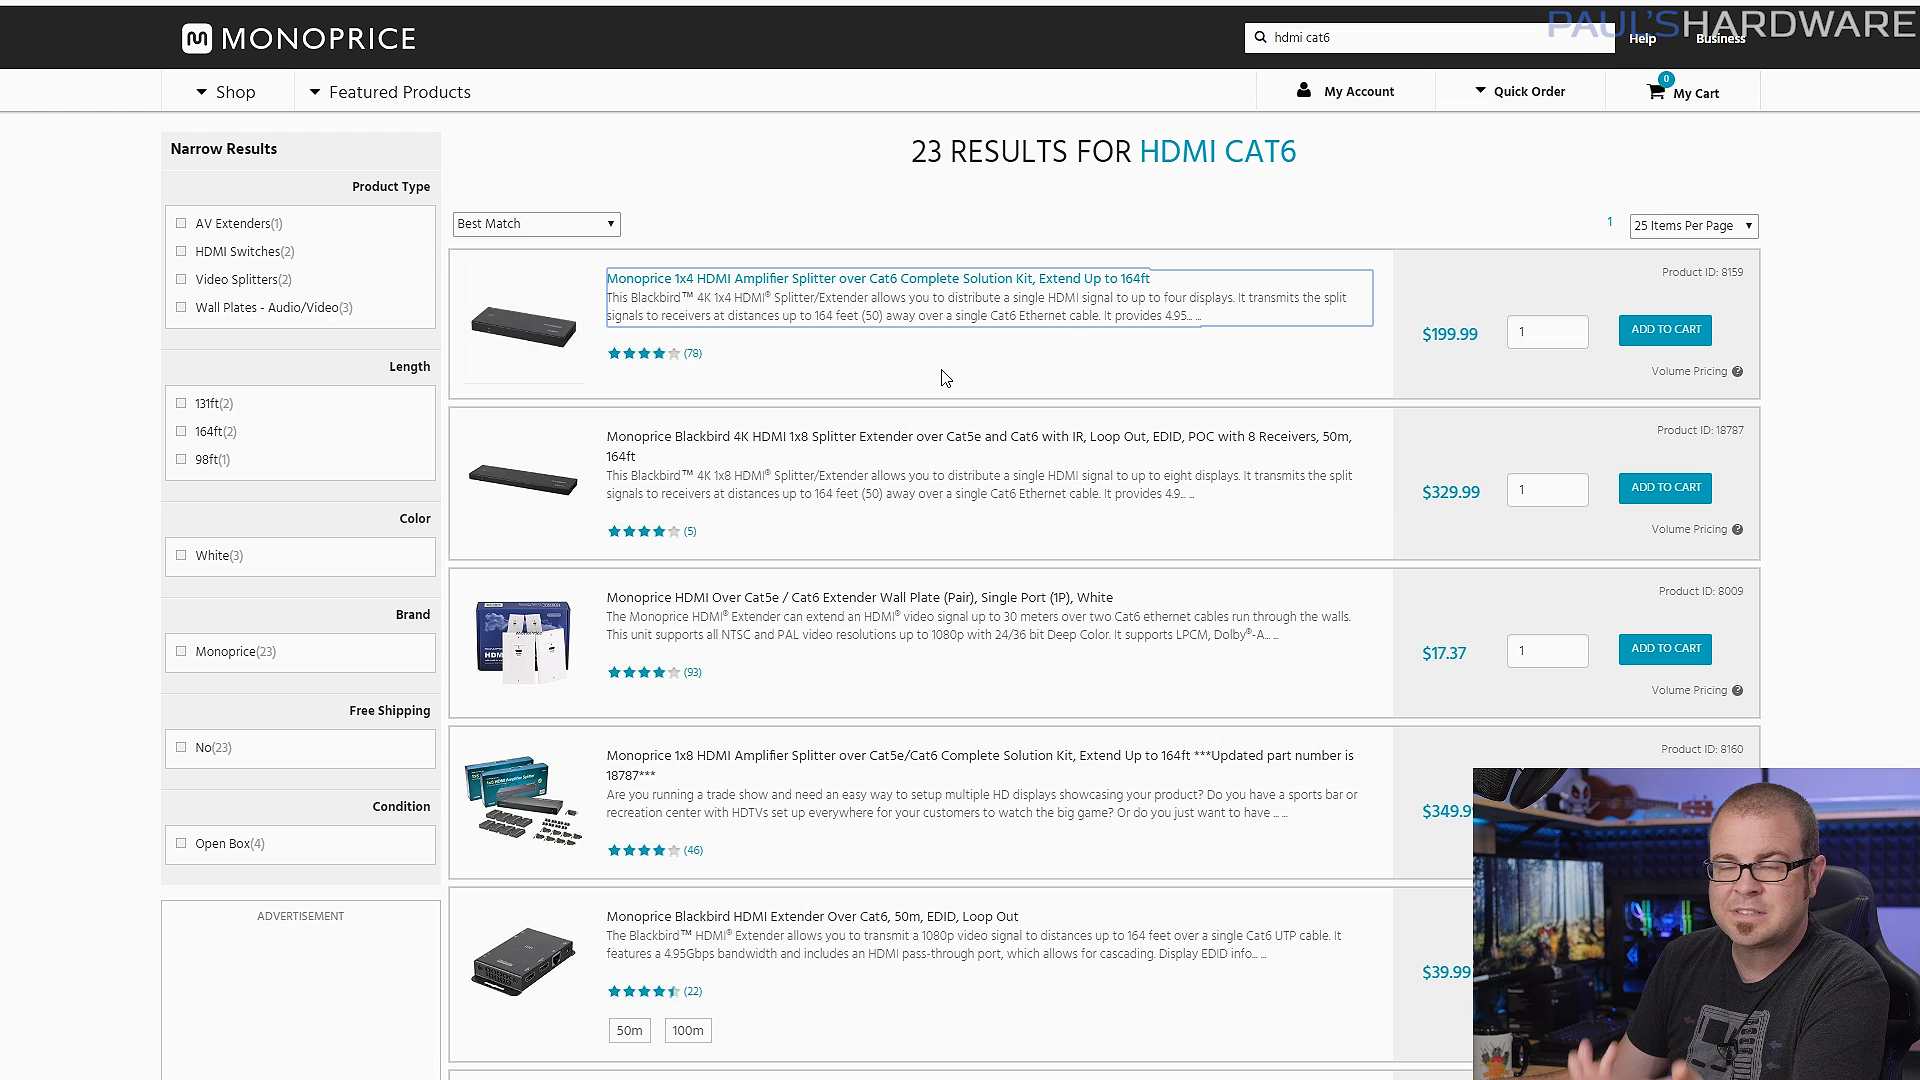 PAUL'SHARDWARE
MONOPRICE
hdmi cat6
Help
Business
Shop
Featured Products
My Account
Quick Order
0
My Cart
Narrow Results
Product Type
AV Extenders(1)
HDMI Switches(2)
Video Splitters(2)
Wall Plates - Audio/Video(3)
Length
131ft(2)
164ft(2)
98ft(1)
Color
White(3)
Brand
Monoprice(23)
Free Shipping
No(23)
Condition
Open Box(4)
ADVERTISEMENT
23 RESULTS FOR HDMI CAT6
Best Match
1
25 Items Per Page
Monoprice 1x4 HDMI Amplifier Splitter over Cat6 Complete Solution Kit, Extend Up to 164ft
This Blackbird™ 4K 1x4 HDMI® Splitter/Extender allows you to distribute a single HDMI signal to up to four displays. It transmits the split
signals to receivers at distances up to 164 feet (50) away over a single Cat6 Ethernet cable. It provides 4.95... ...
(78)
Product ID: 8159
$199.99
1
ADD TO CART
Volume Pricing ?
Monoprice Blackbird 4K HDMI 1x8 Splitter Extender over Cat5e and Cat6 with IR, Loop Out, EDID, POC with 8 Receivers, 50m,
164ft
This Blackbird™ 4K 1x8 HDMI® Splitter/Extender allows you to distribute a single HDMI signal to up to eight displays. It transmits the split
signals to receivers at distances up to 164 feet (50) away over a single Cat6 Ethernet cable. It provides 4.9... ...
(5)
Product ID: 18787
$329.99
1
ADD TO CART
Volume Pricing ?
Monoprice HDMI Over Cat5e / Cat6 Extender Wall Plate (Pair), Single Port (1P), White
The Monoprice HDMI® Extender can extend an HDMI® video signal up to 30 meters over two Cat6 ethernet cables run through the walls.
This unit supports all NTSC and PAL video resolutions up to 1080p with 24/36 bit Deep Color. It supports LPCM, Dolby®-A... ...
(93)
Product ID: 8009
$17.37
1
ADD TO CART
Volume Pricing ?
Monoprice 1x8 HDMI Amplifier Splitter over Cat5e/Cat6 Complete Solution Kit, Extend Up to 164ft ***Updated part number is
18787***
Are you running a trade show and need an easy way to setup multiple HD displays showcasing your product? Do you have a sports bar or
recreation center with HDTVs set up everywhere for your customers to watch the big game? Or do you just want to have ... ...
(46)
Product ID: 8160
$349.9
Monoprice Blackbird HDMI Extender Over Cat6, 50m, EDID, Loop Out
The Blackbird™ HDMI® Extender allows you to transmit a 1080p video signal to distances up to 164 feet over a single Cat6 UTP cable. It
features a 4.95Gbps bandwidth and includes an HDMI pass-through port, which allows for cascading. Display EDID info... ...
(22)
50m
100m
$39.99